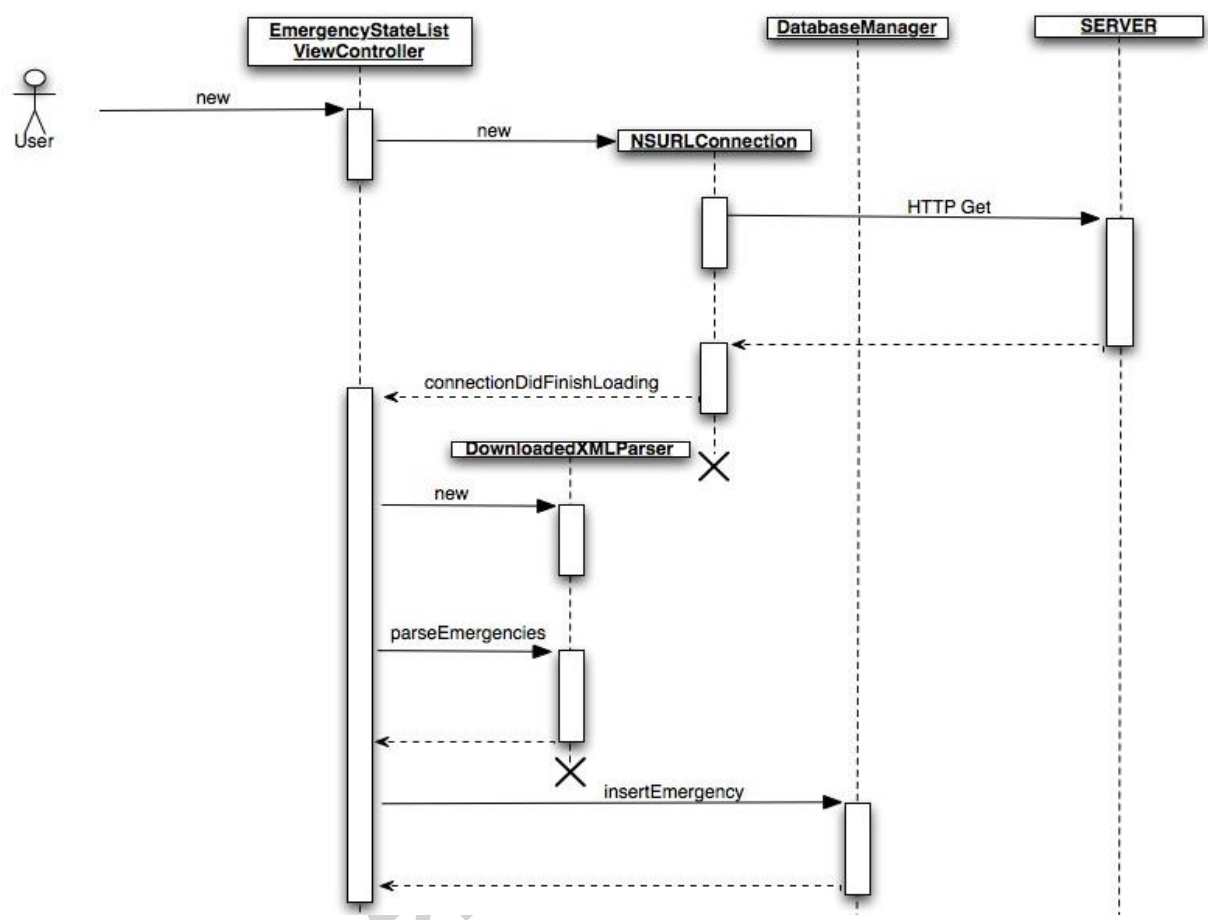 EmergencyStateList
ViewController
DatabaseManager
SERVER
User
new
new
NSURLConnection
HTTP Get
connectionDidFinishLoading
DownloadedXMLParser
new
parseEmergencies
insertEmergency